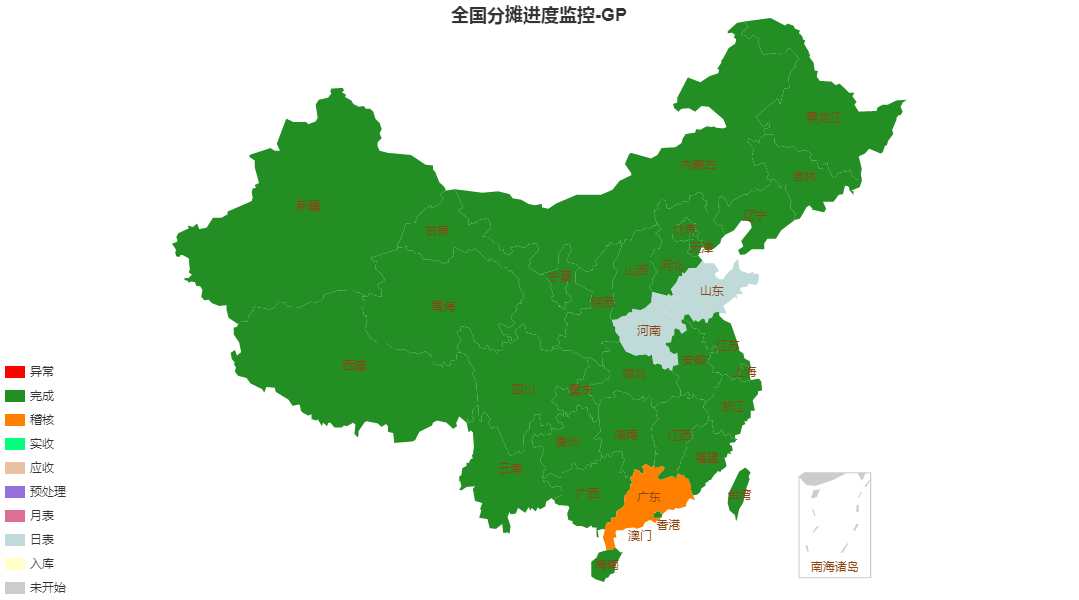 全国分摊进度监控-GP
黑龙江
内蒙古
吉林
新疆
辽宁
甘肃
北京
天津
河北
山西
宁夏
山东
陕西
青海
河南
江苏
安徽
西藏
上海
湖北
四川
重庆
浙江
湖南
江西
贵州
福建
云南
广西
广东
台湾
香港
澳门
海南
南海诸岛
异常
完成
稽核
实收
应收
预处理
月表
日表
入库
未开始